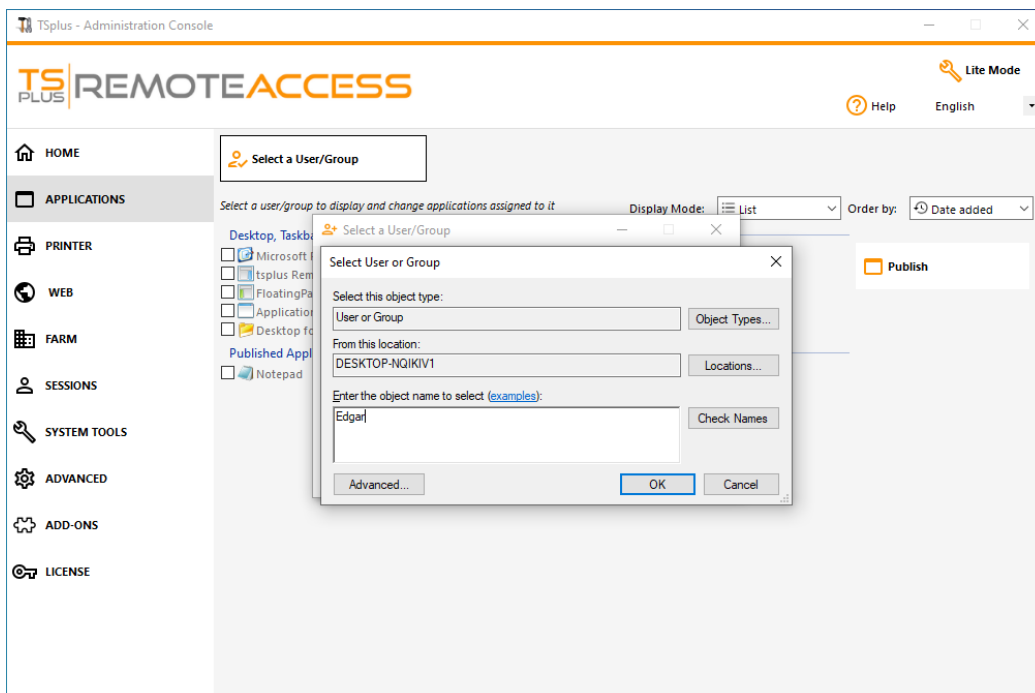 TSplus - Administration Console
TS PLUS REMOTEACCESS
Lite Mode
Help
English
HOME
APPLICATIONS
PRINTER
WEB
FARM
SESSIONS
SYSTEM TOOLS
ADVANCED
ADD-ONS
LICENSE
Select a User/Group
Select a user/group to display and change applications assigned to it
Display Mode:
List
Order by:
Date added
Desktop, Taskba
Microsoft
tsplus Rem
FloatingPa
Application
Desktop fo
Published Appl
Notepad
Publish
Select a User/Group
Select User or Group
Select this object type:
User or Group
Object Types...
From this location:
DESKTOP-NQIKIV1
Locations...
Enter the object name to select (examples):
Edgar
Check Names
Advanced...
OK
Cancel